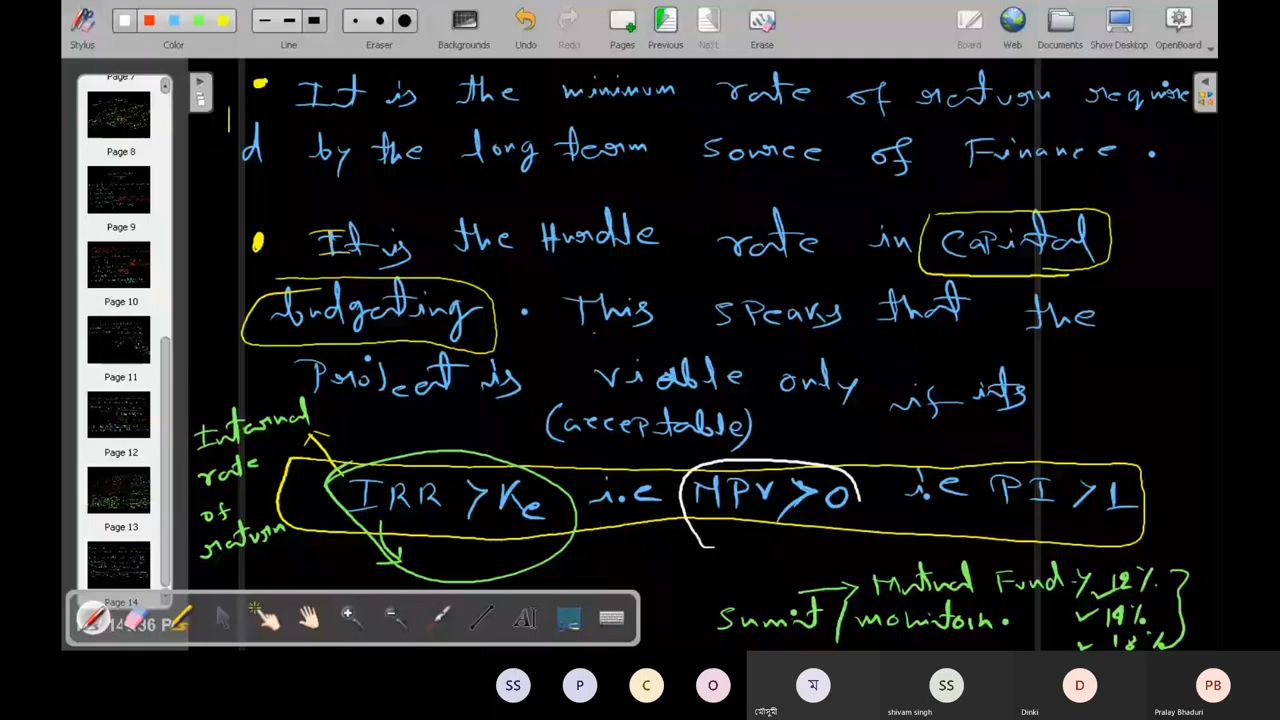 Stylus
Color
Line
Eraser
Backgrounds
Undo
Redo
Pages
Previous
Next
Erase
Board
Web
Documents
Show Desktop
OpenBoard
Page 7
Page 8
Page 9
Page 10
Page 11
Page 12
Page 13
Page 14
It is the minimum rate of return require
d by the long term source of Finance.
It is the Hurdle rate in Capital
budgeting. This speaks that the
Project is viable only if its
(acceptable)
Internal
rate
of
return
IRR > Ke i.e NPV > 0 i.e PI > 1
Mutual Fund
Sumit /
14%
SS
P
C
O
ম
SS
D
PB
মৌসুমী
shivam singh
Dinki
Pralay Bhaduri